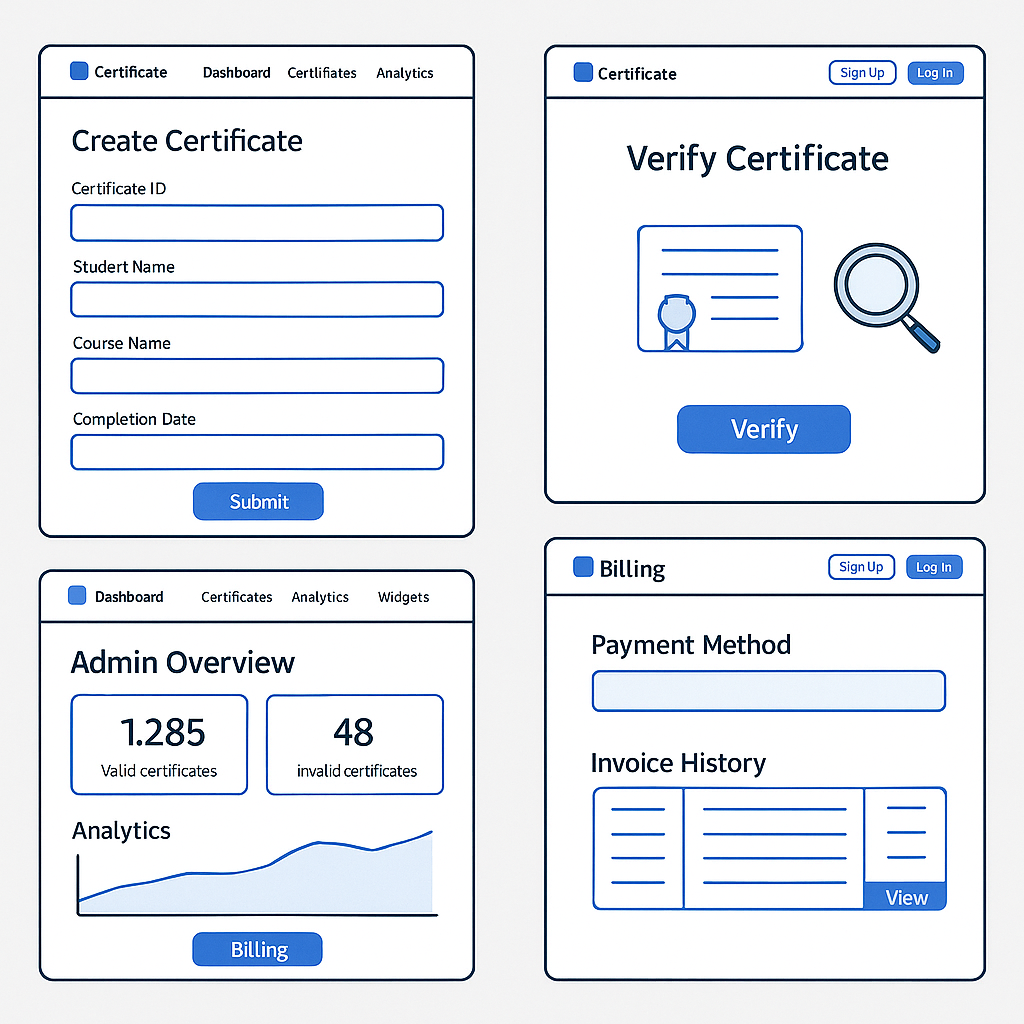 Certificate Dashboard Certlifiates Analytics
Create Certificate
Certificate ID
Studert Name
Course Name
Completion Date
Submit
Certificate Sign Up Log In
Verify Certificate
Verify
Dashboard Certificates Analytics Widgets
Admin Overview
1.285 48
Valid certificates invalid certificates
Analytics
Billing
Billing Sign Up Log In
Payment Method
Invoice History
View